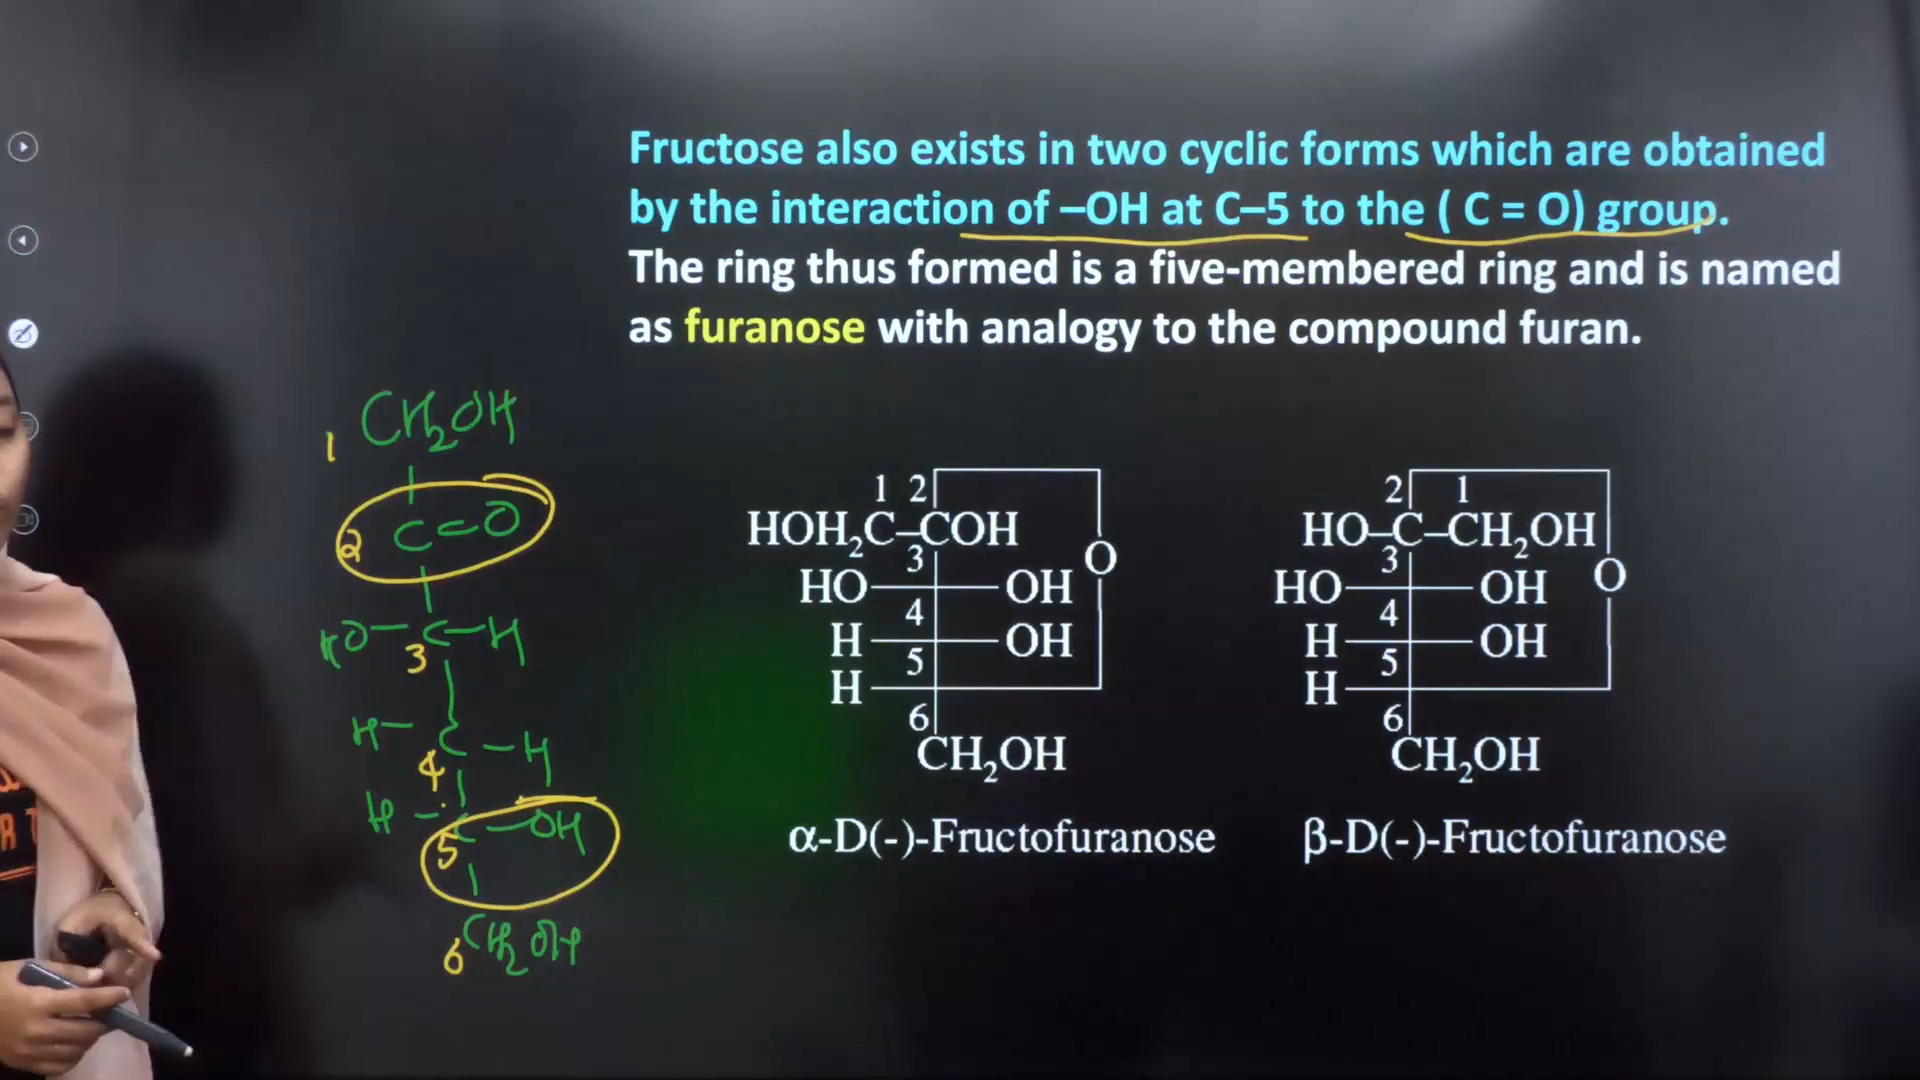 Fructose also exists in two cyclic forms which are obtained
by the interaction of –OH at C–5 to the ( C = O) group.
The ring thus formed is a five-membered ring and is named
as furanose with analogy to the compound furan.
1 CH₂OH
2 C=O
HO–C–H
3
H–C–H
4
H–C–OH
5
6 CH₂OH
1 2
HOH₂C–COH
3
HO OH
O
4
H OH
5
H
6
CH₂OH
α-D(-)-Fructofuranose
2 1
HO–C–CH₂OH
3
HO OH
O
4
H OH
5
H
6
CH₂OH
β-D(-)-Fructofuranose